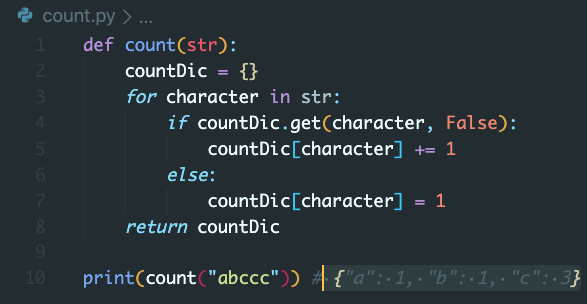 count.py > ...
1 def count(str):
2     countDic = {}
3     for character in str:
4         if countDic.get(character, False):
5             countDic[character] += 1
6         else:
7             countDic[character] = 1
8     return countDic
9
10 print(count("abccc")) # {"a": 1, "b": 1, "c": 3}